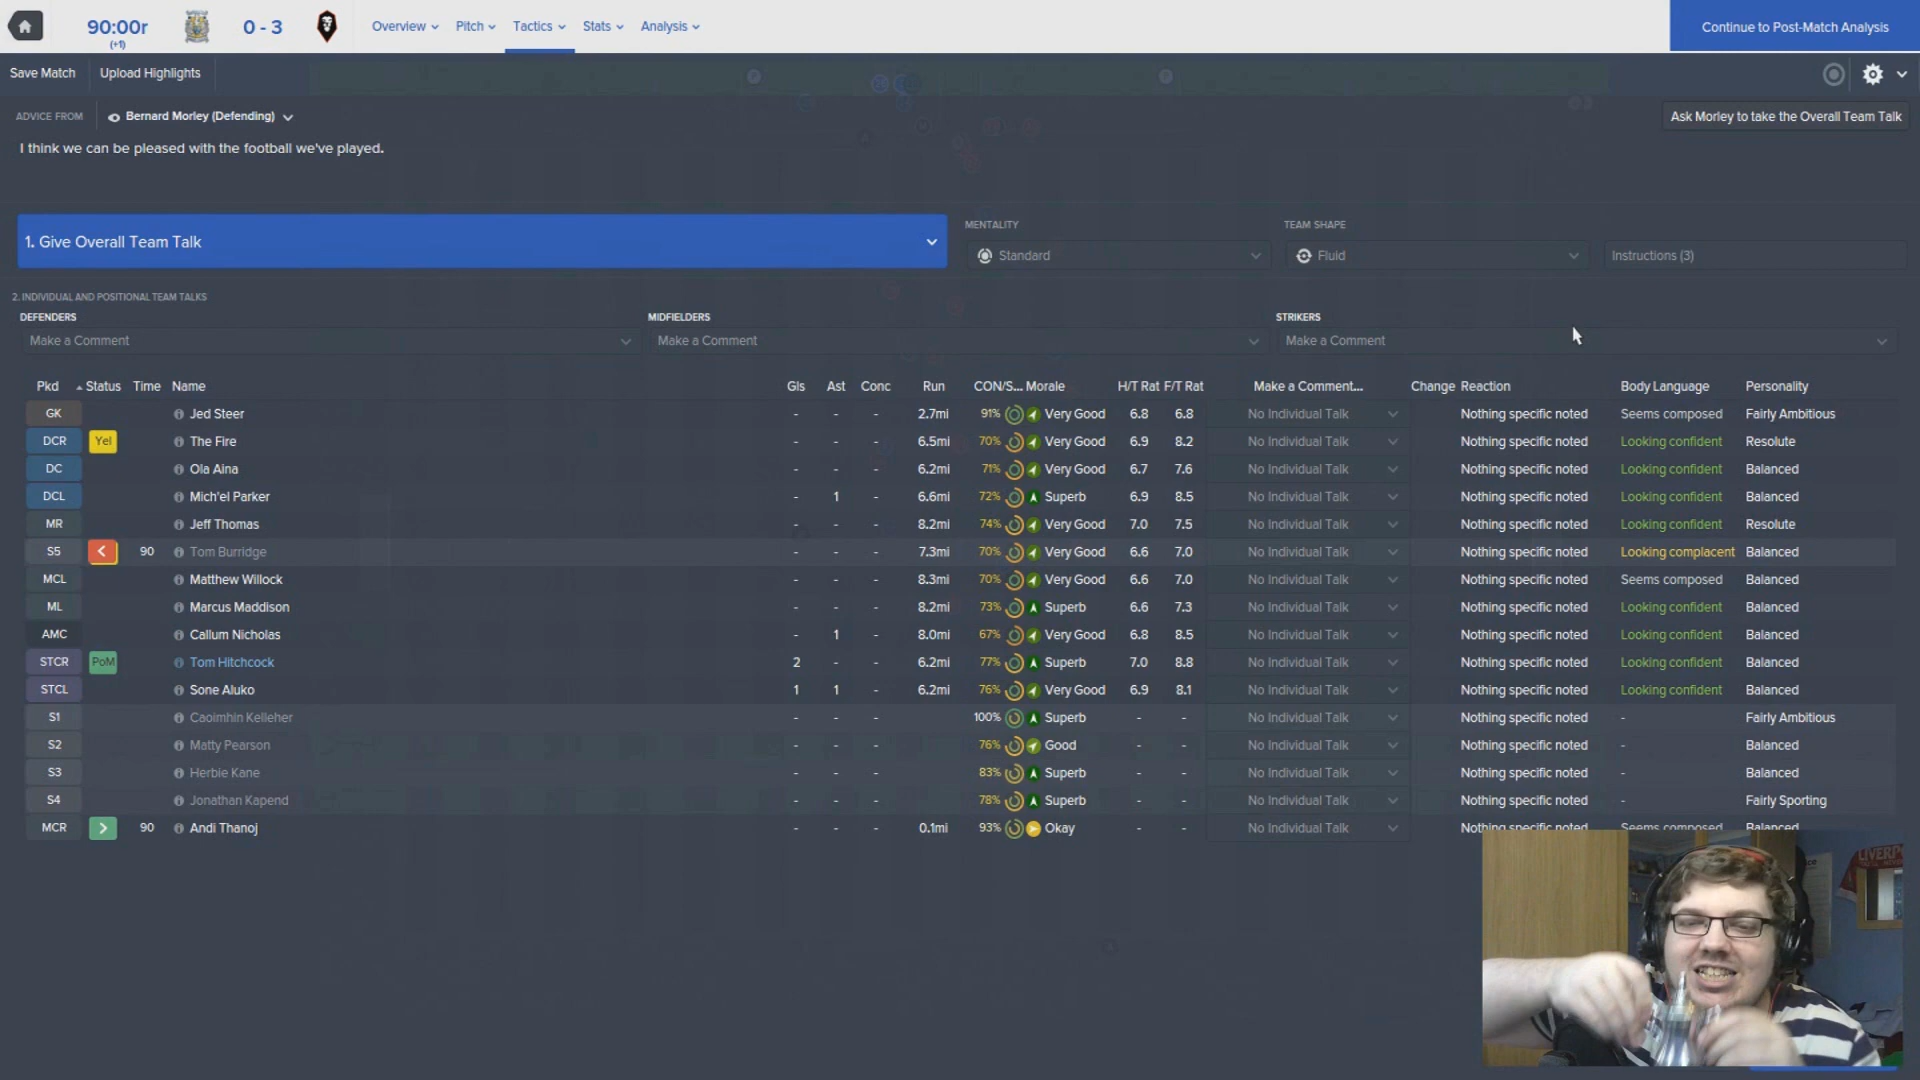 90:00r 0 - 3 Overview Pitch Tactics Stats Analysis Continue to Post-Match Analysis
(+1)
Save Match Upload Highlights
ADVICE FROM Bernard Morley (Defending) Ask Morley to take the Overall Team Talk
I think we can be pleased with the football we've played.
1. Give Overall Team Talk
MENTALITY TEAM SHAPE
Standard Fluid Instructions (3)
2. INDIVIDUAL AND POSITIONAL TEAM TALKS
DEFENDERS MIDFIELDERS STRIKERS
Make a Comment Make a Comment Make a Comment
Pkd Status Time Name Gls Ast Conc Run CON/S... Morale H/T Rat F/T Rat Make a Comment... Change Reaction Body Language Personality
GK Jed Steer - - - 2.7mi 91% Very Good 6.8 6.8 No Individual Talk Nothing specific noted Seems composed Fairly Ambitious
DCR Yel The Fire - - - 6.5mi 70% Very Good 6.9 8.2 No Individual Talk Nothing specific noted Looking confident Resolute
DC Ola Aina - - - 6.2mi 71% Very Good 6.7 7.6 No Individual Talk Nothing specific noted Looking confident Balanced
DCL Mich'el Parker - 1 - 6.6mi 72% Superb 6.9 8.5 No Individual Talk Nothing specific noted Looking confident Balanced
MR Jeff Thomas - - - 8.2mi 74% Very Good 7.0 7.5 No Individual Talk Nothing specific noted Looking confident Resolute
S5 90 Tom Burridge - - - 7.3mi 70% Very Good 6.6 7.0 No Individual Talk Nothing specific noted Looking complacent Balanced
MCL Matthew Willock - - - 8.3mi 70% Very Good 6.6 7.0 No Individual Talk Nothing specific noted Seems composed Balanced
ML Marcus Maddison - - - 8.2mi 73% Superb 6.6 7.3 No Individual Talk Nothing specific noted Looking confident Balanced
AMC Callum Nicholas - 1 - 8.0mi 67% Very Good 6.8 8.5 No Individual Talk Nothing specific noted Looking confident Balanced
STCR PoM Tom Hitchcock 2 - - 6.2mi 77% Superb 7.0 8.8 No Individual Talk Nothing specific noted Looking confident Balanced
STCL Sone Aluko 1 1 - 6.2mi 76% Very Good 6.9 8.1 No Individual Talk Nothing specific noted Looking confident Balanced
S1 Caoimhin Kelleher - - - 100% Superb - - No Individual Talk Nothing specific noted - Fairly Ambitious
S2 Matty Pearson - - - 76% Good - - No Individual Talk Nothing specific noted - Balanced
S3 Herbie Kane - - - 83% Superb - - No Individual Talk Nothing specific noted - Balanced
S4 Jonathan Kapend - - - 78% Superb - - No Individual Talk Nothing specific noted - Fairly Sporting
MCR 90 Andi Thanoj - - - 0.1mi 93% Okay - - No Individual Talk Nothing specific noted Seems composed Balanced